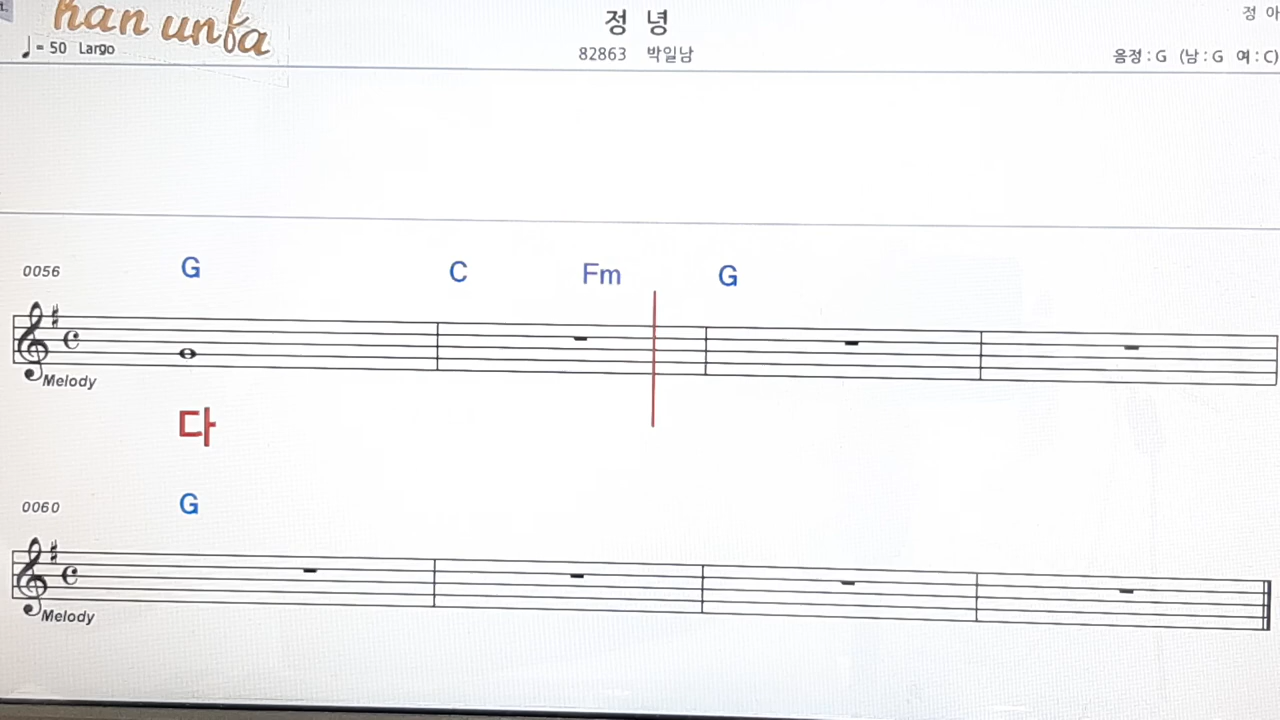 han unfa
정 녕
정 아
♩= 50 Largo
82863 박일남
음정 : G (남 : G 여 : C)
0056 G C Fm G
Melody
다
0060 G
Melody